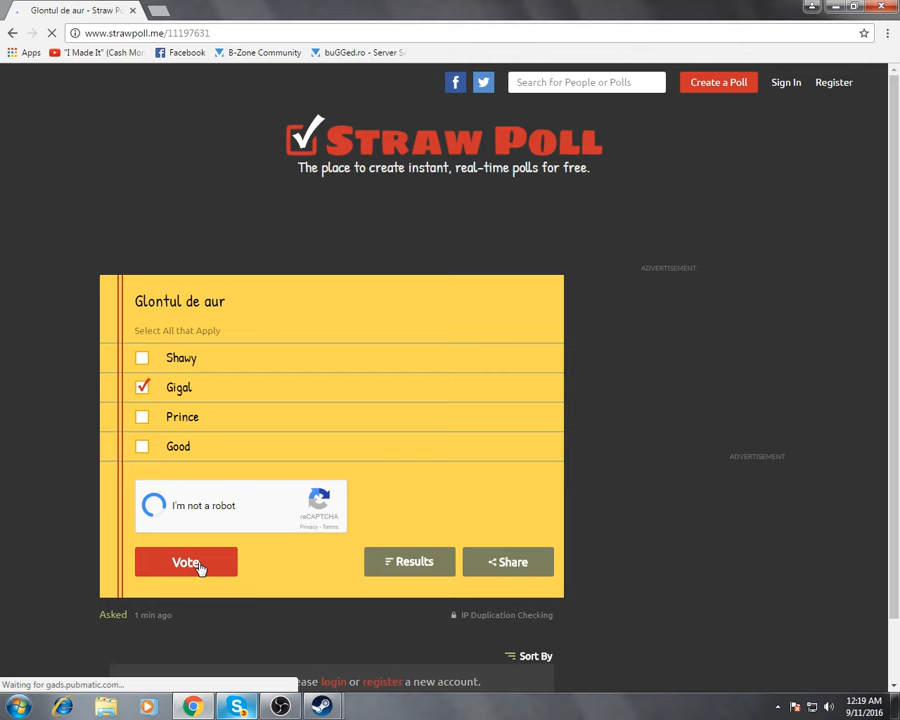 Glontul de aur - Straw Po
www.strawpoll.me/11197631
Apps
"I Made It" (Cash Mo
Facebook
B-Zone Community
buGGed.ro - Server S
Search for People or Polls
Create a Poll
Sign In
Register
STRAW POLL
The place to create instant, real-time polls for free.
ADVERTISEMENT
Glontul de aur
Select All that Apply
Shawy
Gigal
Prince
Good
ADVERTISEMENT
I'm not a robot
reCAPTCHA
Privacy - Terms
Vote
Results
Share
Asked 1 min ago
IP Duplication Checking
Sort By
ease login or register a new account.
Waiting for gads.pubmatic.com...
12:19 AM
9/11/2016